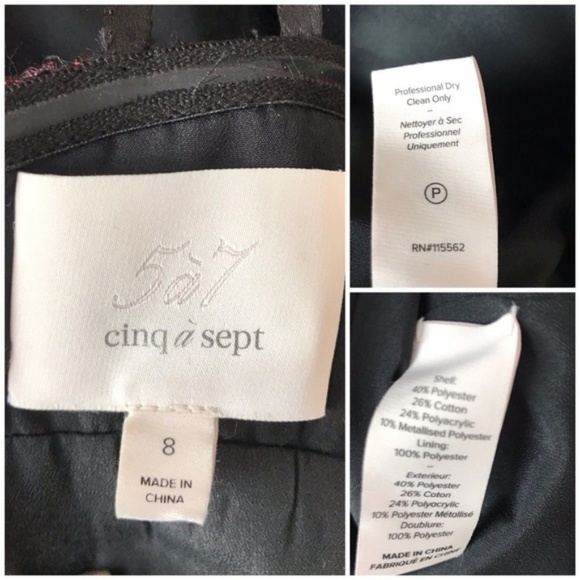 5à7
cinq à sept
8
MADE IN
CHINA
Professional Dry
Clean Only
–
Nettoyer à Sec
Professionnel
Uniquement
P
RN#115562
Shell:
40% Polyester
26% Cotton
24% Polyacrylic
10% Metallised Polyester
Lining:
100% Polyester
–
Exterieur:
40% Polyester
26% Coton
24% Polyacrylic
10% Polyester Métallisé
Doublure:
100% Polyester
MADE IN CHINA
FABRIQUÉ EN CHINE